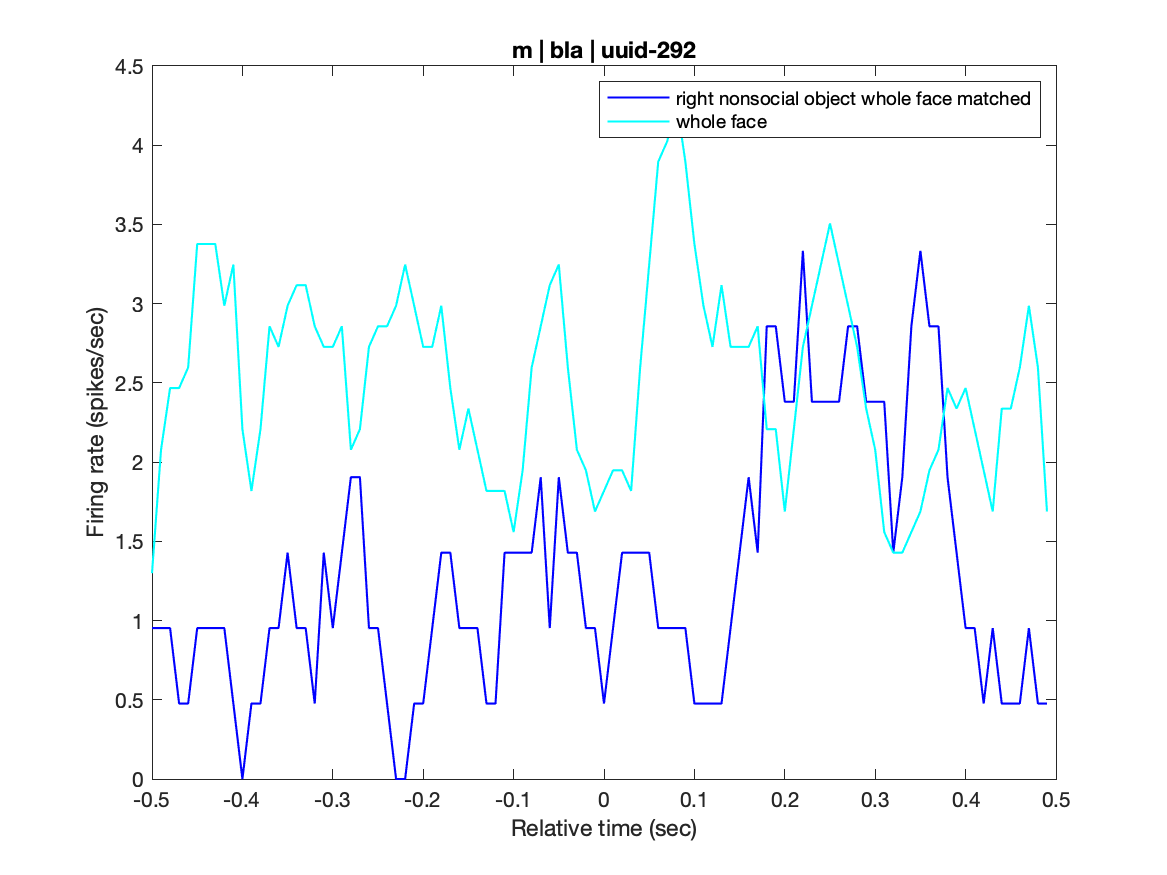 m | bla | uuid-292
right nonsocial object whole face matched
whole face
Firing rate (spikes/sec)
4.5
4
3.5
3
2.5
2
1.5
1
0.5
0
-0.5 -0.4 -0.3 -0.2 -0.1 0 0.1 0.2 0.3 0.4 0.5
Relative time (sec)